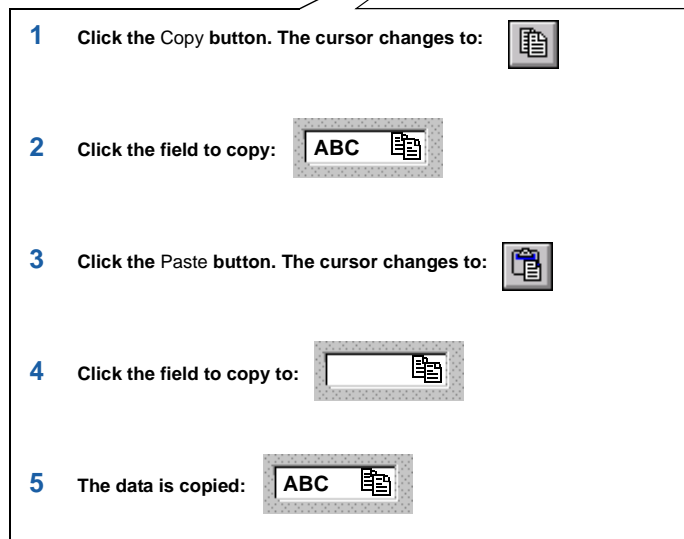 1 Click the Copy button. The cursor changes to:
2 Click the field to copy: ABC
3 Click the Paste button. The cursor changes to:
4 Click the field to copy to:
5 The data is copied: ABC